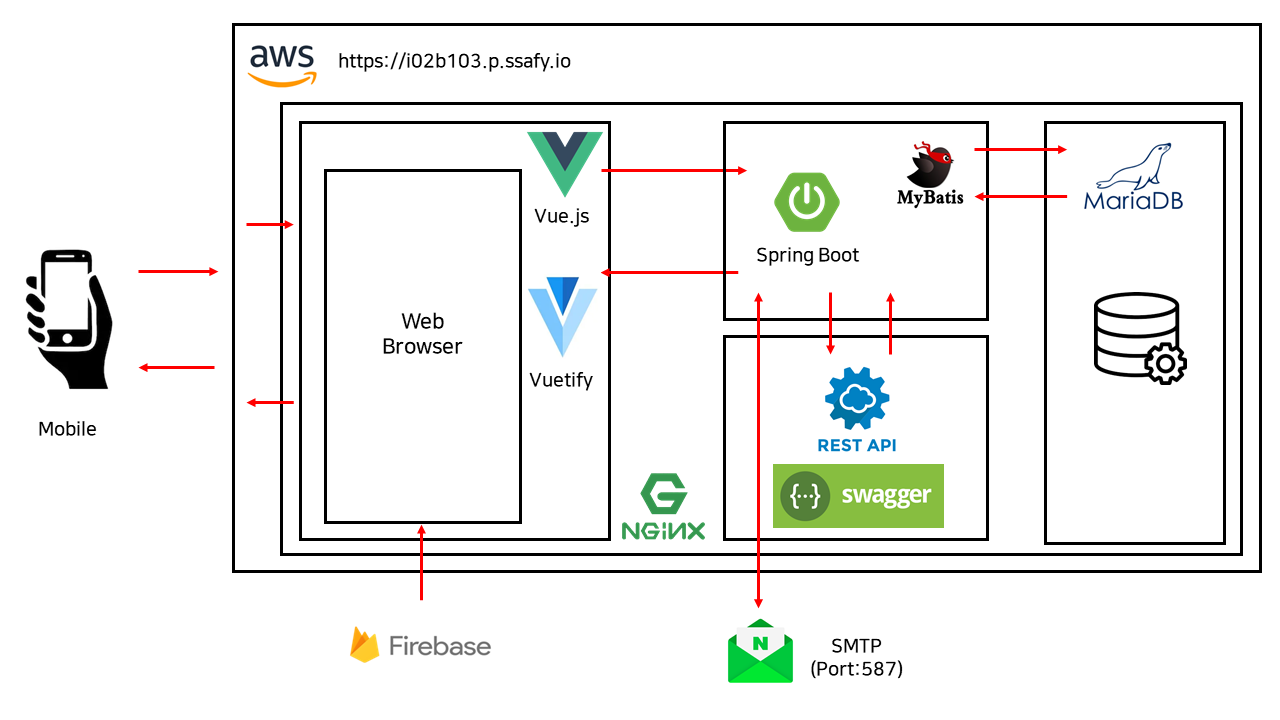 aws
https://i02b103.p.ssafy.io
Vue.js
Vuetify
Web
Browser
Spring Boot
MyBatis
MariaDB
REST API
{···} swagger
NGINX
Mobile
Firebase
N
SMTP
(Port:587)